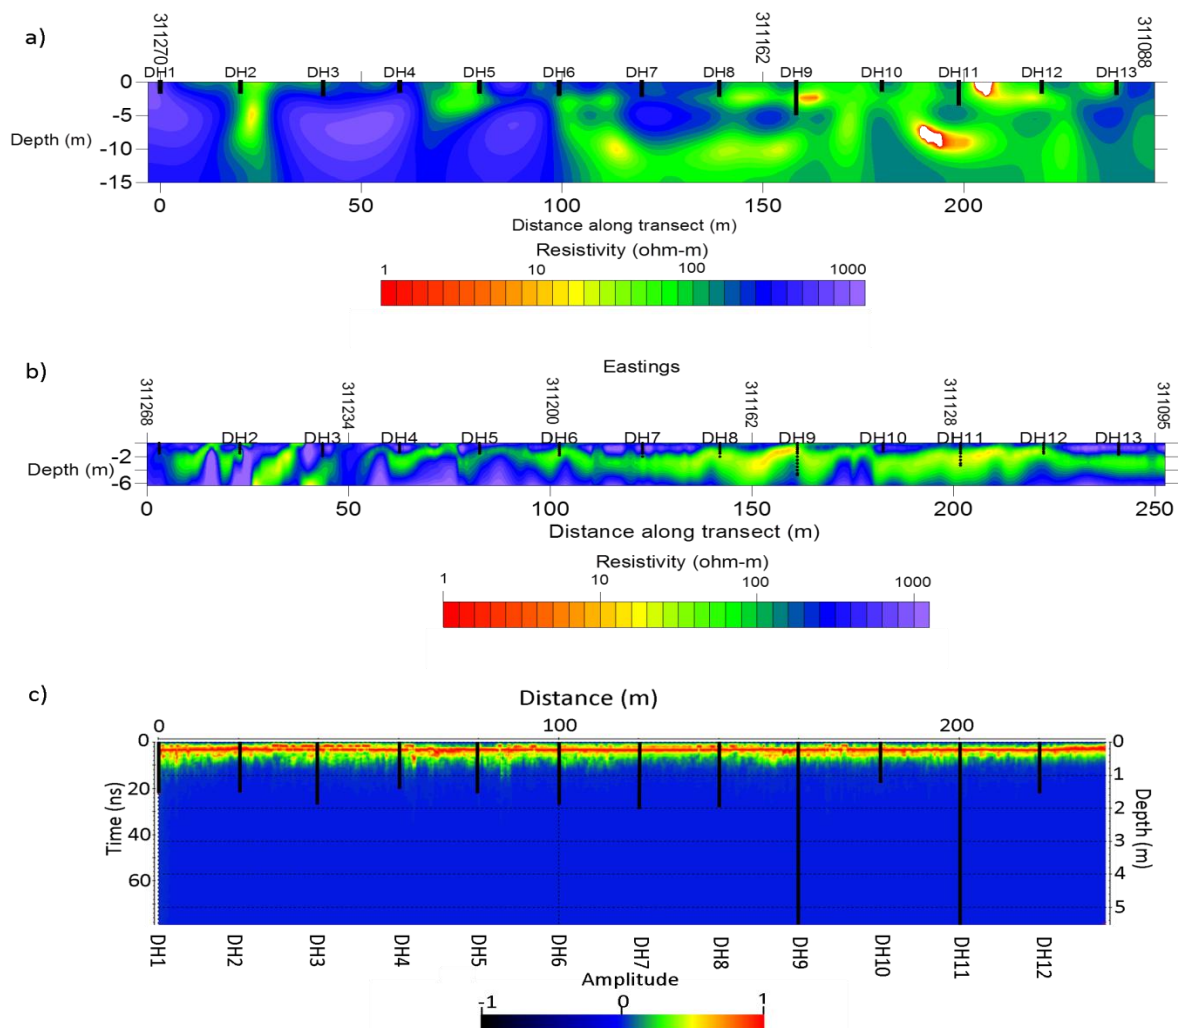 a)
311270
311162
311088
DH1 DH2 DH3 DH4 DH5 DH6 DH7 DH8 DH9 DH10 DH11 DH12 DH13
0
-5
Depth (m)
-10
-15
0 50 100 150 200
Distance along transect (m)
Resistivity (ohm-m)
1 10 100 1000
b)
Eastings
311268 311234 311200 311162 311128 311095
DH2 DH3 DH4 DH5 DH6 DH7 DH8 DH9 DH10 DH11 DH12 DH13
-2
Depth (m)
-6
0 50 100 150 200 250
Distance along transect (m)
Resistivity (ohm-m)
1 10 100 1000
c)
Distance (m)
0 100 200
0 20 40 60
Time (ns)
0 1 2 3 4 5
Depth (m)
DH1 DH2 DH3 DH4 DH5 DH6 DH7 DH8 DH9 DH10 DH11 DH12
Amplitude
-1 0 1